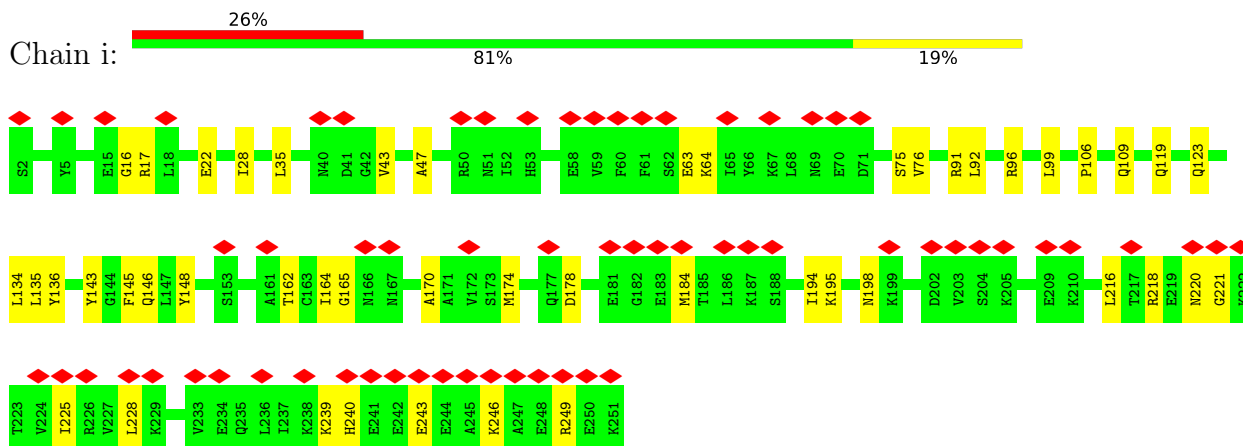 26%
Chain i:
81% 19%
S2 Y5 E15 G16 R17 L18 E22 I28 L35 N40 D41 G42 V43 A47 R50 N51 I52 H53 E58 V59 F60 F61 S62 E63 K64 I65 Y66 K67 L68 N69 E70 D71 S75 V76 R91 L92 R96 L99 P106 Q109 Q119 Q123
L134 L135 Y136 Y143 G144 F145 Q146 L147 Y148 S153 A161 T162 C163 I164 G165 N166 N167 A170 A171 V172 S173 M174 Q177 D178 E181 G182 E183 M184 T185 L186 K187 S188 I194 K195 N198 K199 D202 V203 S204 K205 E209 K210 L216 T217 R218 E219 N220 G221
T223 V224 I225 R226 V227 L228 K229 V233 E234 Q235 L236 I237 K238 K239 H240 E241 E242 E243 E244 A245 K246 A247 E248 R249 E250 K251